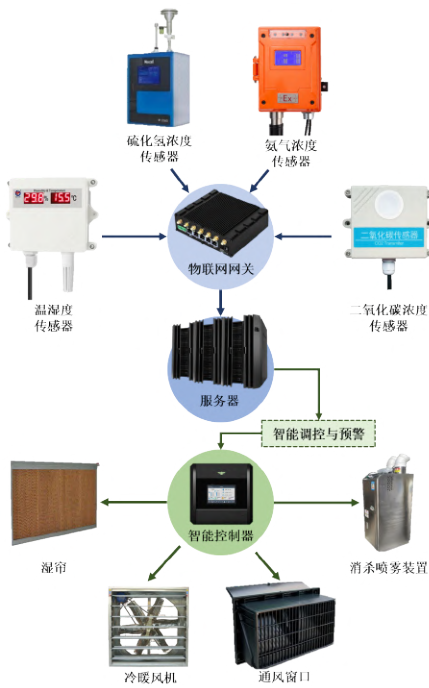 硫化氢浓度
传感器
Ex
氨气浓度
传感器
29.8% 15.5℃
温湿度
传感器
物联网网关
二氧化碳传感器
二氧化碳浓度
传感器
服务器
智能调控与预警
智能控制器
湿帘
消杀喷雾装置
冷暖风机
通风窗口